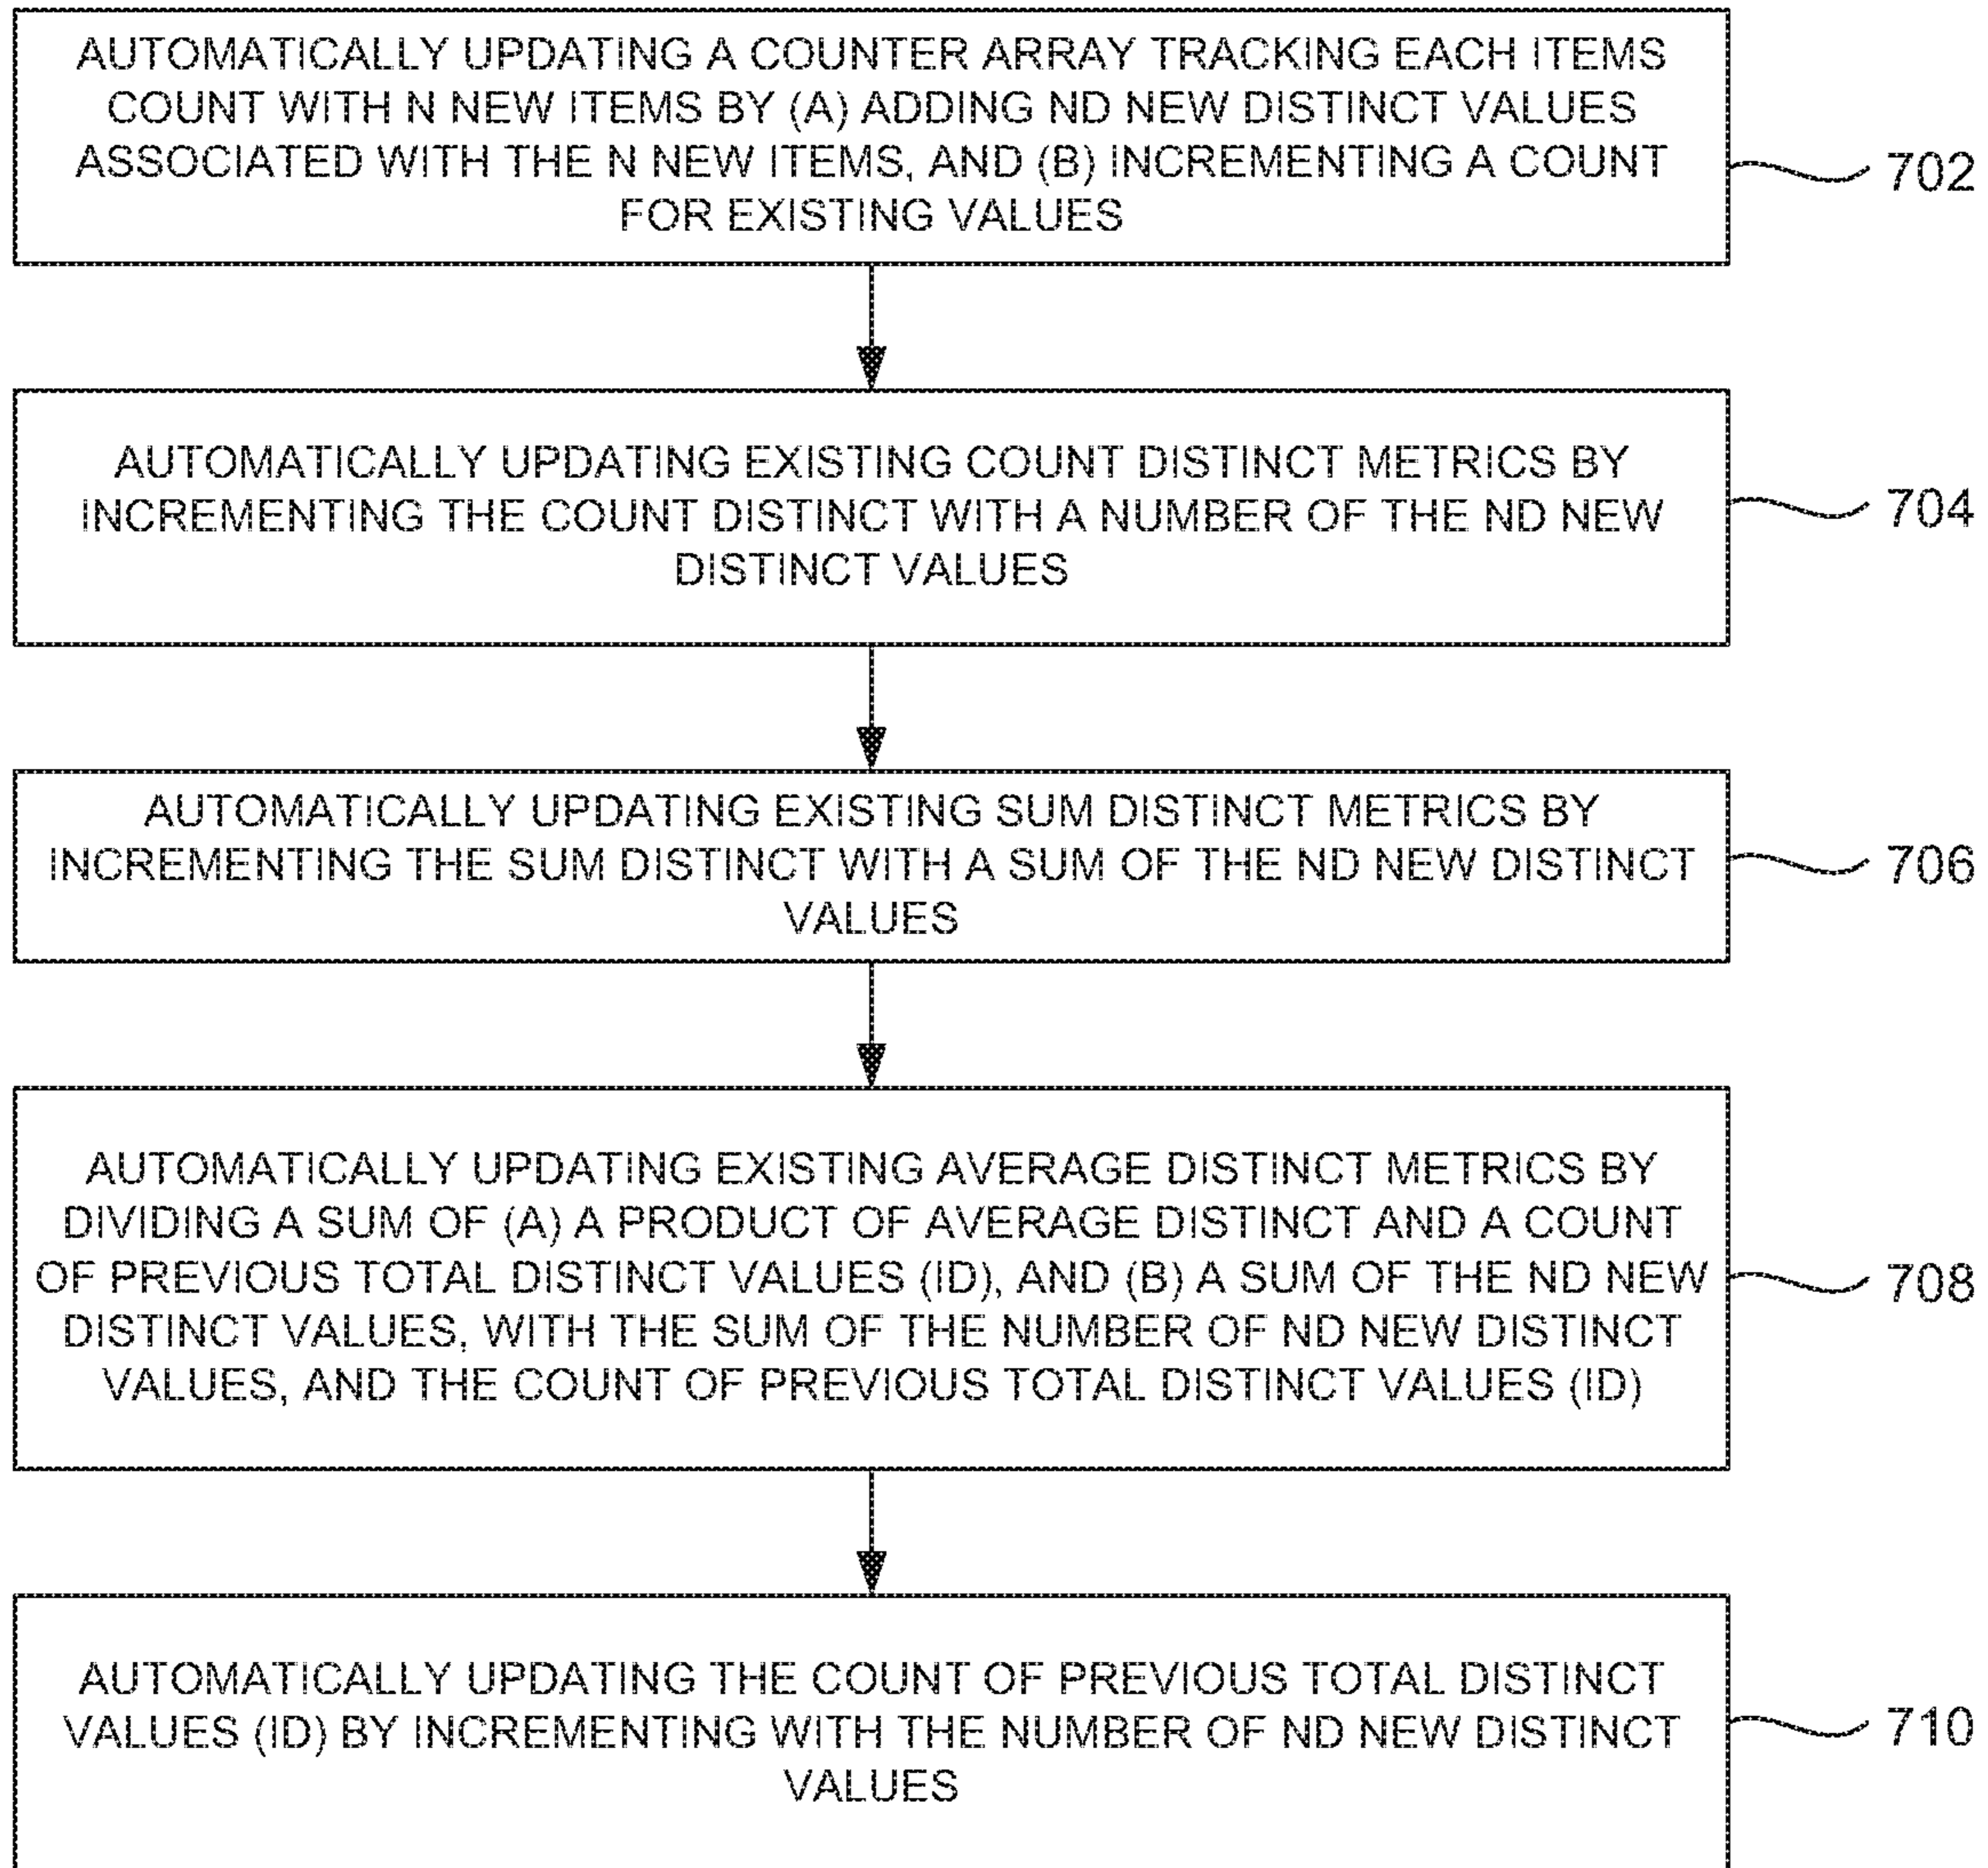 AUTOMATICALLY UPDATING A COUNTER ARRAY TRACKING EACH ITEMS
COUNT WITH N NEW ITEMS BY (A) ADDING ND NEW DISTINCT VALUES
ASSOCIATED WITH THE N NEW ITEMS, AND (B) INCREMENTING A COUNT
FOR EXISTING VALUES
702
AUTOMATICALLY UPDATING EXISTING COUNT DISTINCT METRICS BY
INCREMENTING THE COUNT DISTINCT WITH A NUMBER OF THE ND NEW
DISTINCT VALUES
704
AUTOMATICALLY UPDATING EXISTING SUM DISTINCT METRICS BY
INCREMENTING THE SUM DISTINCT WITH A SUM OF THE ND NEW DISTINCT
VALUES
706
AUTOMATICALLY UPDATING EXISTING AVERAGE DISTINCT METRICS BY
DIVIDING A SUM OF (A) A PRODUCT OF AVERAGE DISTINCT AND A COUNT
OF PREVIOUS TOTAL DISTINCT VALUES (ID), AND (B) A SUM OF THE ND NEW
DISTINCT VALUES, WITH THE SUM OF THE NUMBER OF ND NEW DISTINCT
VALUES, AND THE COUNT OF PREVIOUS TOTAL DISTINCT VALUES (ID)
708
AUTOMATICALLY UPDATING THE COUNT OF PREVIOUS TOTAL DISTINCT
VALUES (ID) BY INCREMENTING WITH THE NUMBER OF ND NEW DISTINCT
VALUES
710